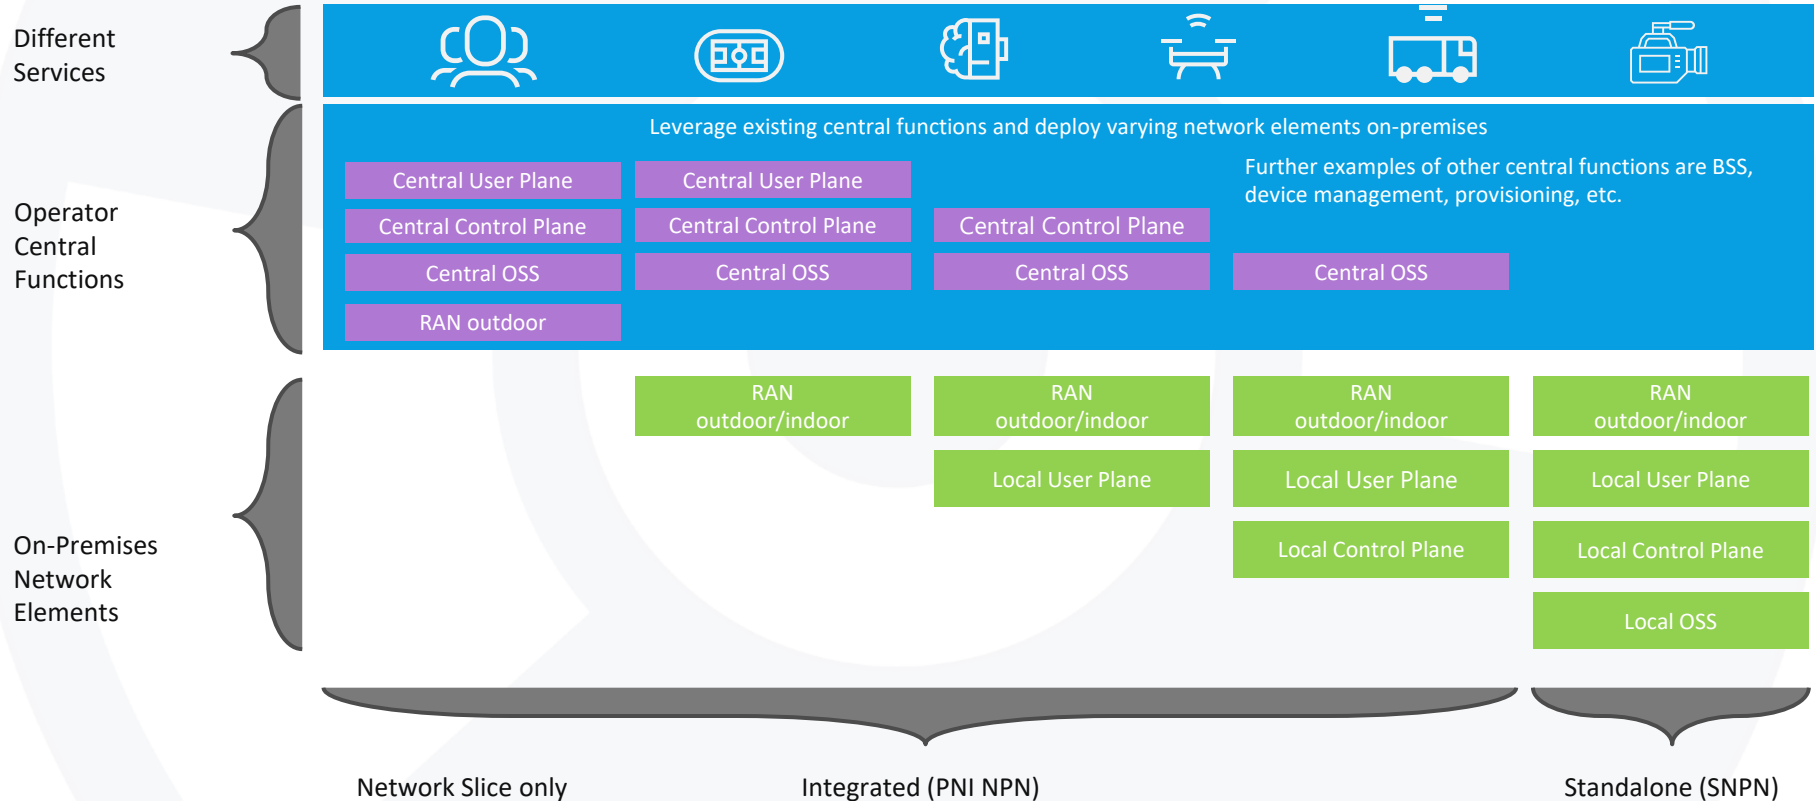 Different
Services
Operator
Central
Functions
Leverage existing central functions and deploy varying network elements on-premises
Further examples of other central functions are BSS,
device management, provisioning, etc.
Central User Plane
Central User Plane
Central Control Plane
Central Control Plane
Central Control Plane
Central OSS
Central OSS
Central OSS
Central OSS
RAN outdoor
On-Premises
Network
Elements
RAN
outdoor/indoor
RAN
outdoor/indoor
RAN
outdoor/indoor
RAN
outdoor/indoor
Local User Plane
Local User Plane
Local User Plane
Local Control Plane
Local Control Plane
Local OSS
Network Slice only
Integrated (PNI NPN)
Standalone (SNPN)